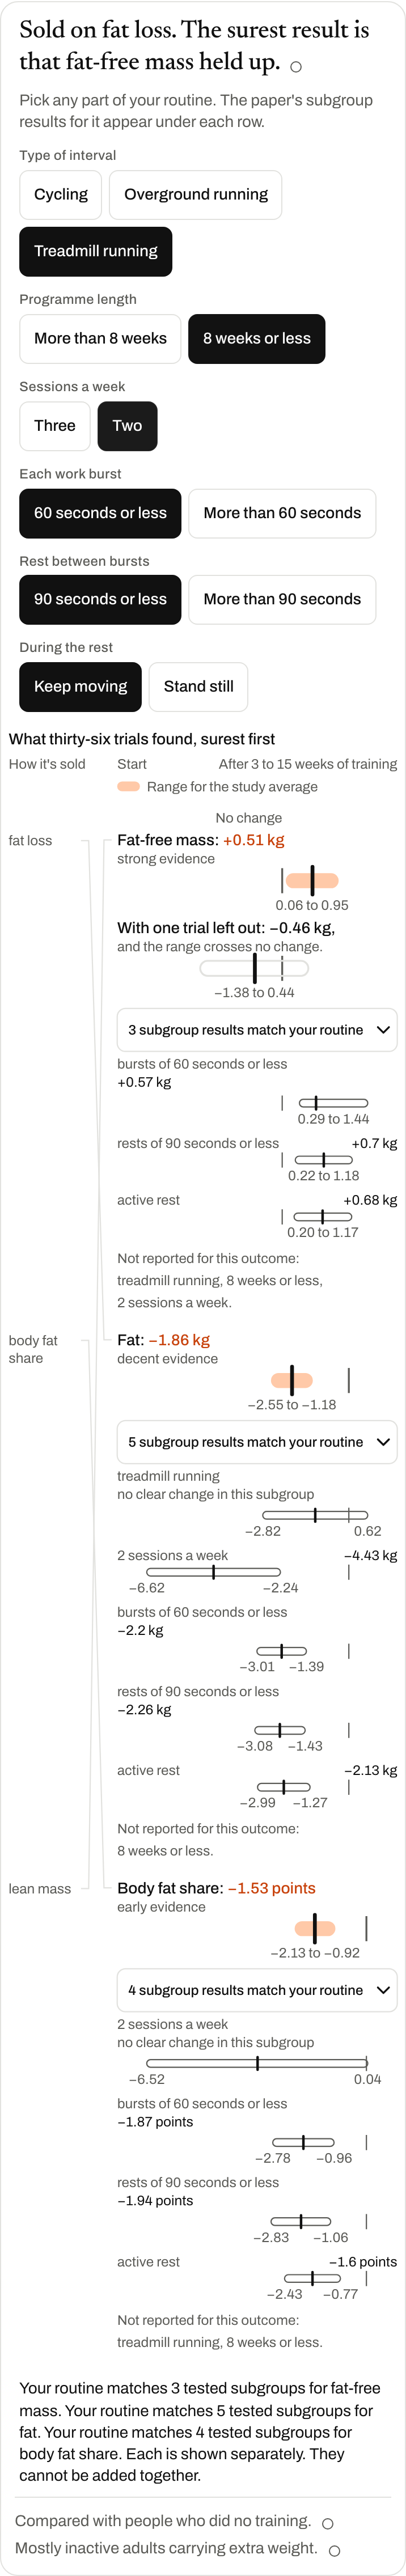 Sold on fat loss. The surest result is
that fat-free mass held up.
Pick any part of your routine. The paper's subgroup
results for it appear under each row.
Type of interval
Cycling
Overground running
Treadmill running
Programme length
More than 8 weeks
8 weeks or less
Sessions a week
Three
Two
Each work burst
60 seconds or less
More than 60 seconds
Rest between bursts
90 seconds or less
More than 90 seconds
During the rest
Keep moving
Stand still
What thirty-six trials found, surest first
How it's sold
Start
After 3 to 15 weeks of training
Range for the study average
No change
fat loss
Fat-free mass: +0.51 kg
strong evidence
0.06 to 0.95
With one trial left out: −0.46 kg,
and the range crosses no change.
−1.38 to 0.44
3 subgroup results match your routine
bursts of 60 seconds or less
+0.57 kg
0.29 to 1.44
rests of 90 seconds or less
+0.7 kg
0.22 to 1.18
active rest
+0.68 kg
0.20 to 1.17
Not reported for this outcome:
treadmill running, 8 weeks or less,
2 sessions a week.
body fat
share
Fat: −1.86 kg
decent evidence
−2.55 to −1.18
5 subgroup results match your routine
treadmill running
no clear change in this subgroup
−2.82
0.62
2 sessions a week
−4.43 kg
−6.62
−2.24
bursts of 60 seconds or less
−2.2 kg
−3.01
−1.39
rests of 90 seconds or less
−2.26 kg
−3.08
−1.43
active rest
−2.13 kg
−2.99
−1.27
Not reported for this outcome:
8 weeks or less.
lean mass
Body fat share: −1.53 points
early evidence
−2.13 to −0.92
4 subgroup results match your routine
2 sessions a week
no clear change in this subgroup
−6.52
0.04
bursts of 60 seconds or less
−1.87 points
−2.78
−0.96
rests of 90 seconds or less
−1.94 points
−2.83
−1.06
active rest
−1.6 points
−2.43
−0.77
Not reported for this outcome:
treadmill running, 8 weeks or less.
Your routine matches 3 tested subgroups for fat-free
mass. Your routine matches 5 tested subgroups for
fat. Your routine matches 4 tested subgroups for
body fat share. Each is shown separately. They
cannot be added together.
Compared with people who did no training.
Mostly inactive adults carrying extra weight.